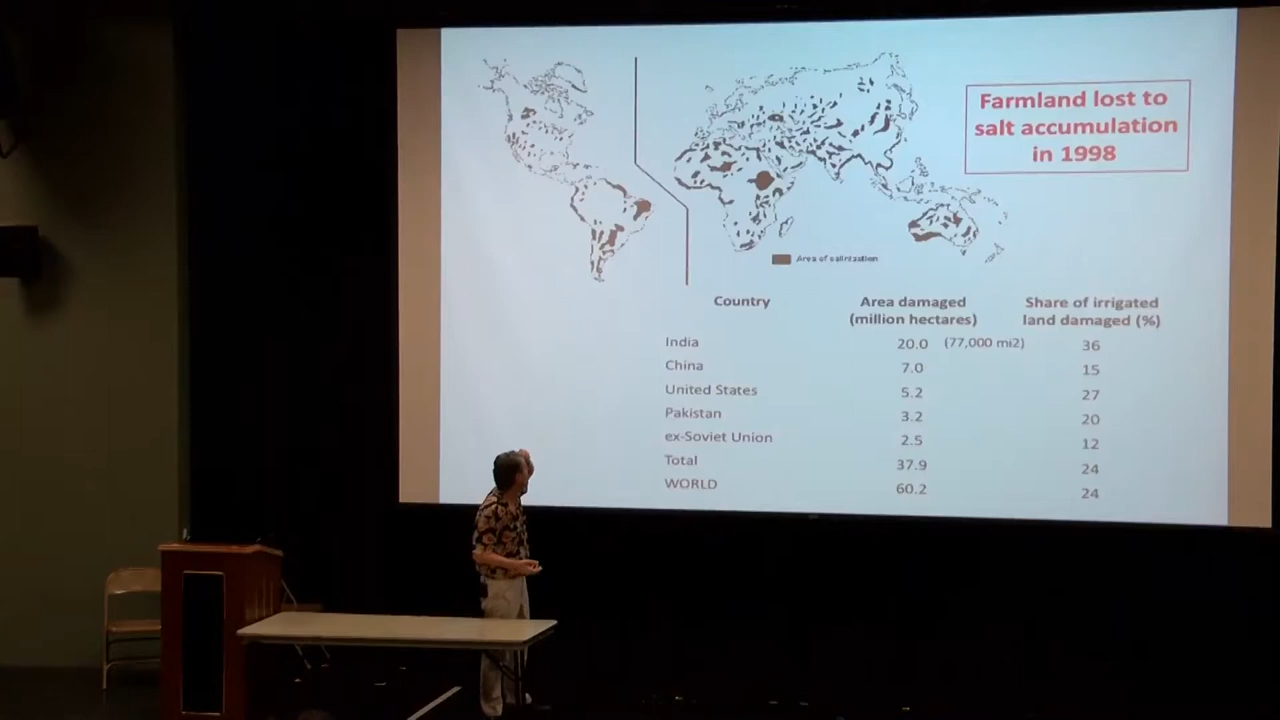 Farmland lost to
salt accumulation
in 1998
Area of salinization
Country Area damaged Share of irrigated
(million hectares) land damaged (%)
India 20.0 (77,000 mi2) 36
China 7.0 15
United States 5.2 27
Pakistan 3.2 20
ex-Soviet Union 2.5 12
Total 37.9 24
WORLD 60.2 24